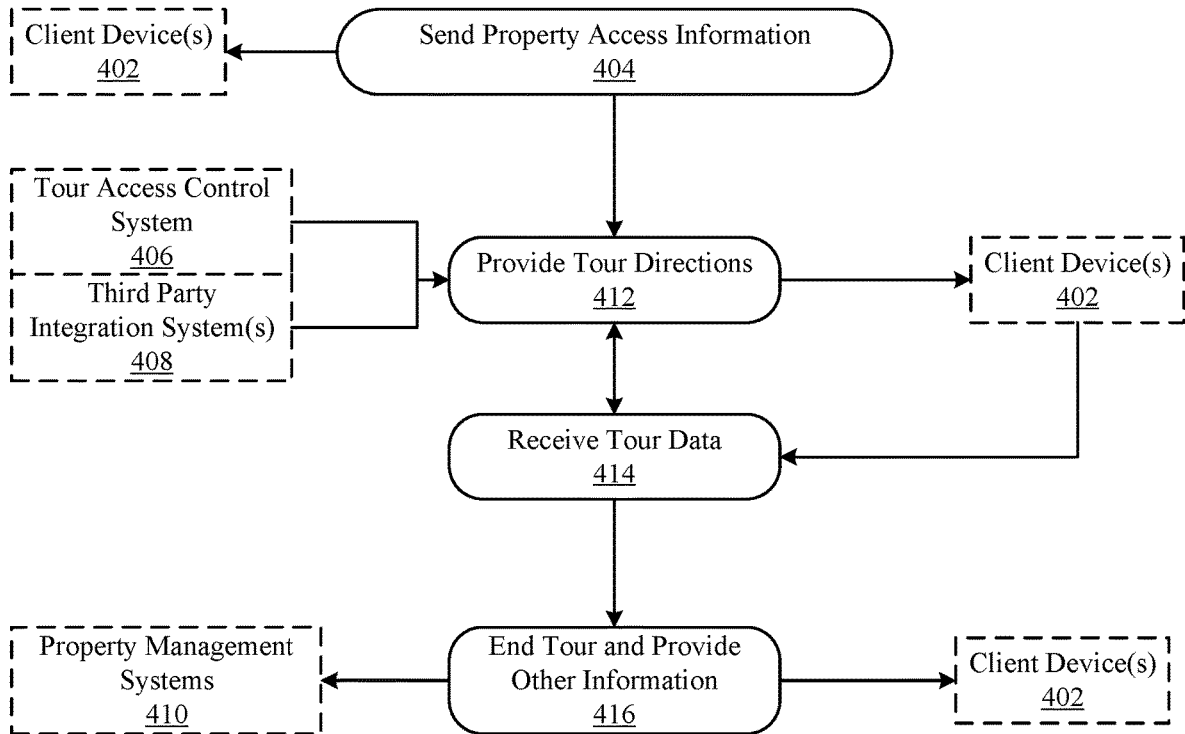 Client Device(s)
402
Send Property Access Information
404
Tour Access Control
System
406
Third Party
Integration System(s)
408
Provide Tour Directions
412
Client Device(s)
402
Receive Tour Data
414
Property Management
Systems
410
End Tour and Provide
Other Information
416
Client Device(s)
402